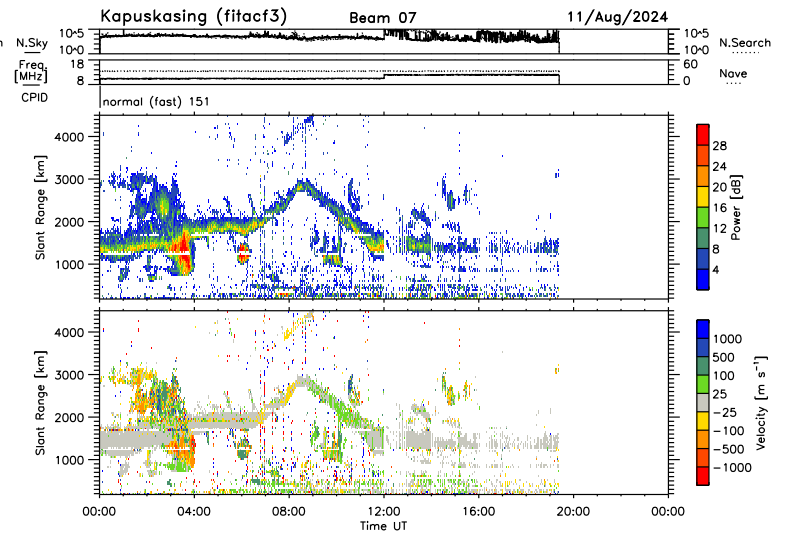 Kapuskasing (fitacf3) Beam 07 11/Aug/2024
N.Sky 10^5 10^0 10^5 10^0 N.Search
Freq. [MHz] 18 8 60 0 Nave
CPID normal (fast) 151
Slant Range [km] 4000 3000 2000 1000
28 24 20 16 12 8 4 Power [dB]
Slant Range [km] 4000 3000 2000 1000
1000 500 100 25 -25 -100 -500 -1000 Velocity [m s⁻¹]
00:00 04:00 08:00 12:00 16:00 20:00 00:00
Time UT